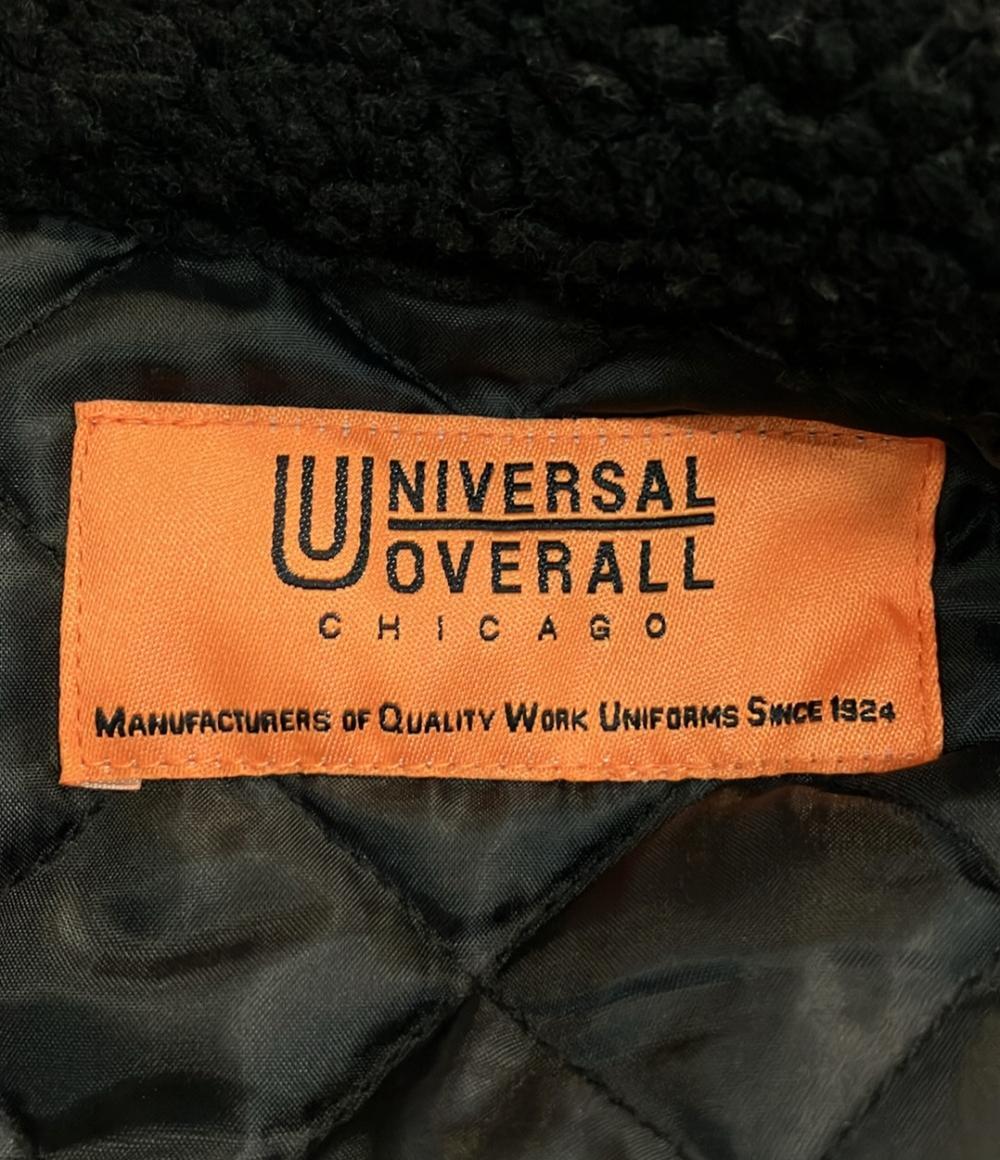 UNIVERSAL
OVERALL
CHICAGO
MANUFACTURERS OF QUALITY WORK UNIFORMS SINCE 1924